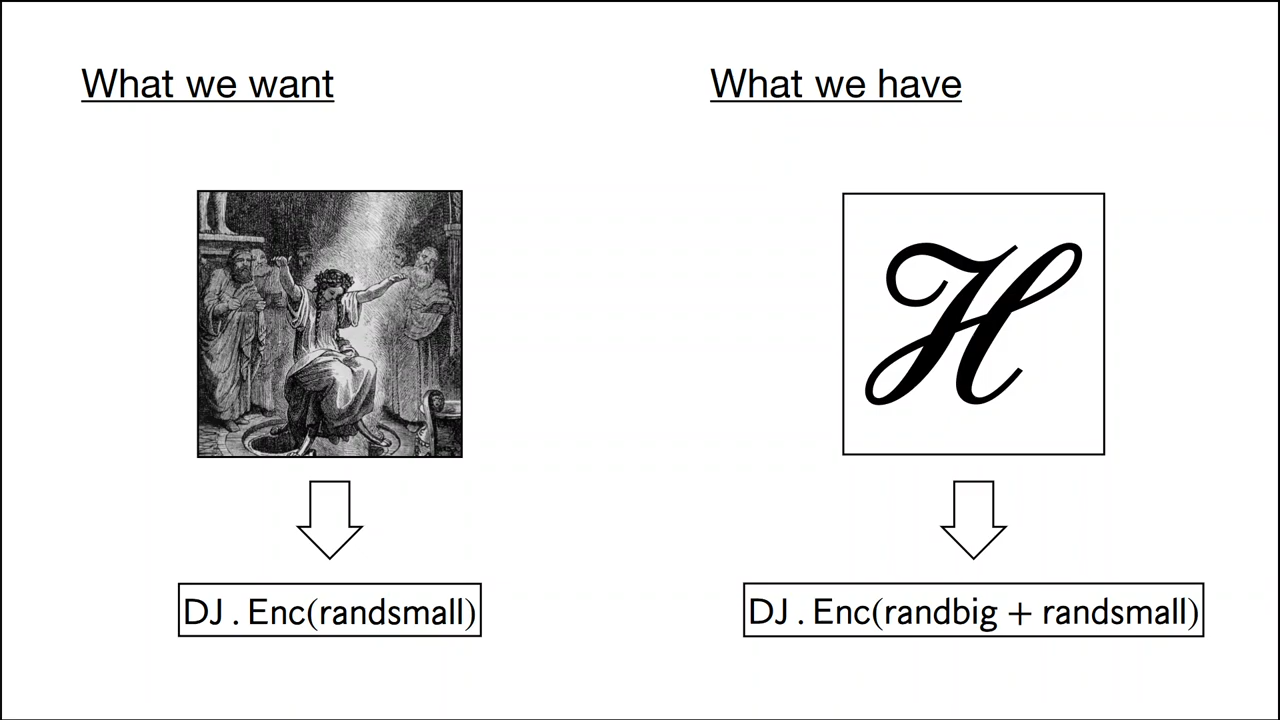 What we want
What we have
H
DJ . Enc(randsmall)
DJ . Enc(randbig + randsmall)